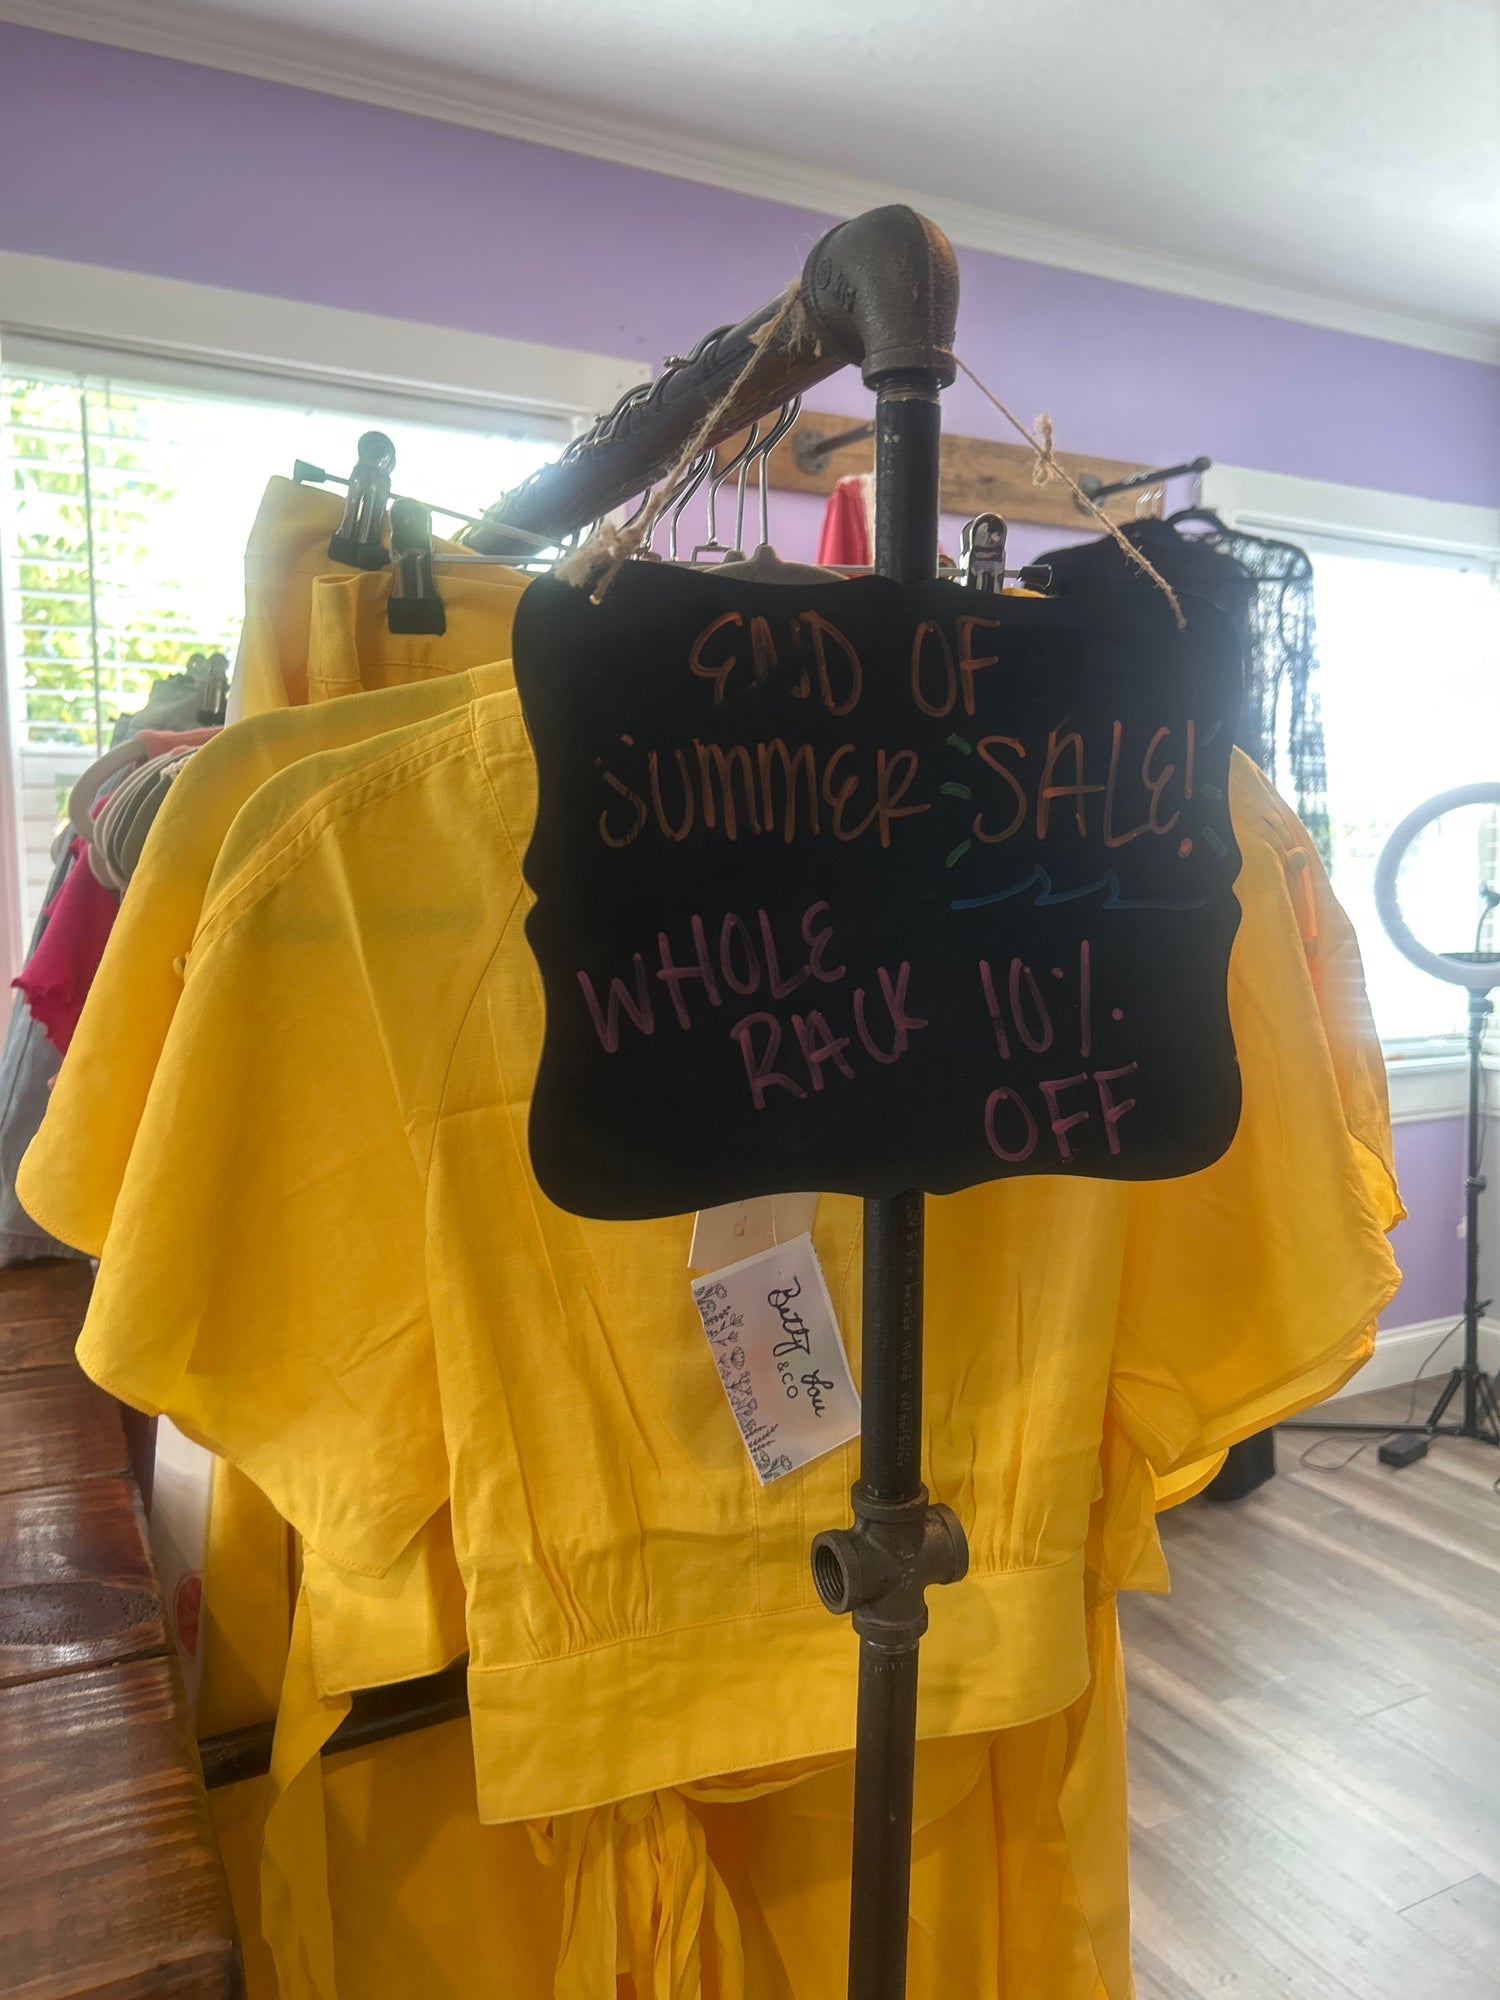 END OF
SUMMER SALE!
WHOLE
RACK 10%
OFF
Betty Lou
& CO